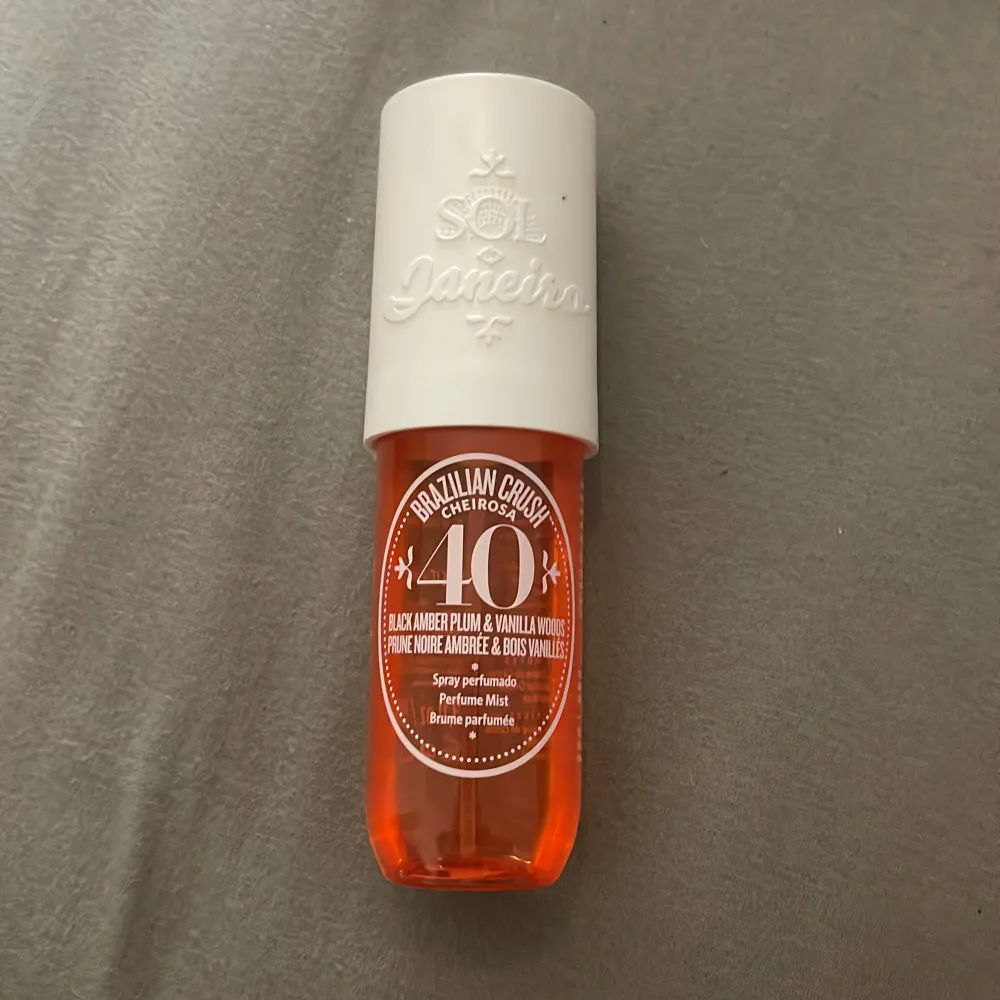 SOL
de
Janeiro
BRAZILIAN CRUSH
CHEIROSA
40
BLACK AMBER PLUM & VANILLA WOODS
PRUNE NOIRE AMBRÉE & BOIS VANILLÉS
Spray perfumado
Perfume Mist
Brume parfumée